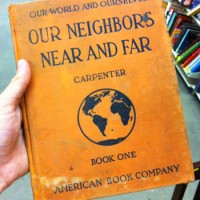 OUR WORLD AND OURSELVES
OUR NEIGHBORS
NEAR AND FAR
CARPENTER
BOOK ONE
AMERICAN BOOK COMPANY